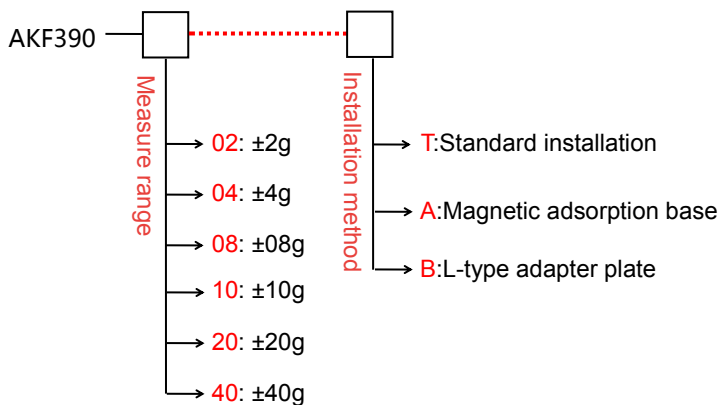 AKF390
Measure range
02: ±2g
04: ±4g
08: ±08g
10: ±10g
20: ±20g
40: ±40g
Installation method
T:Standard installation
A:Magnetic adsorption base
B:L-type adapter plate